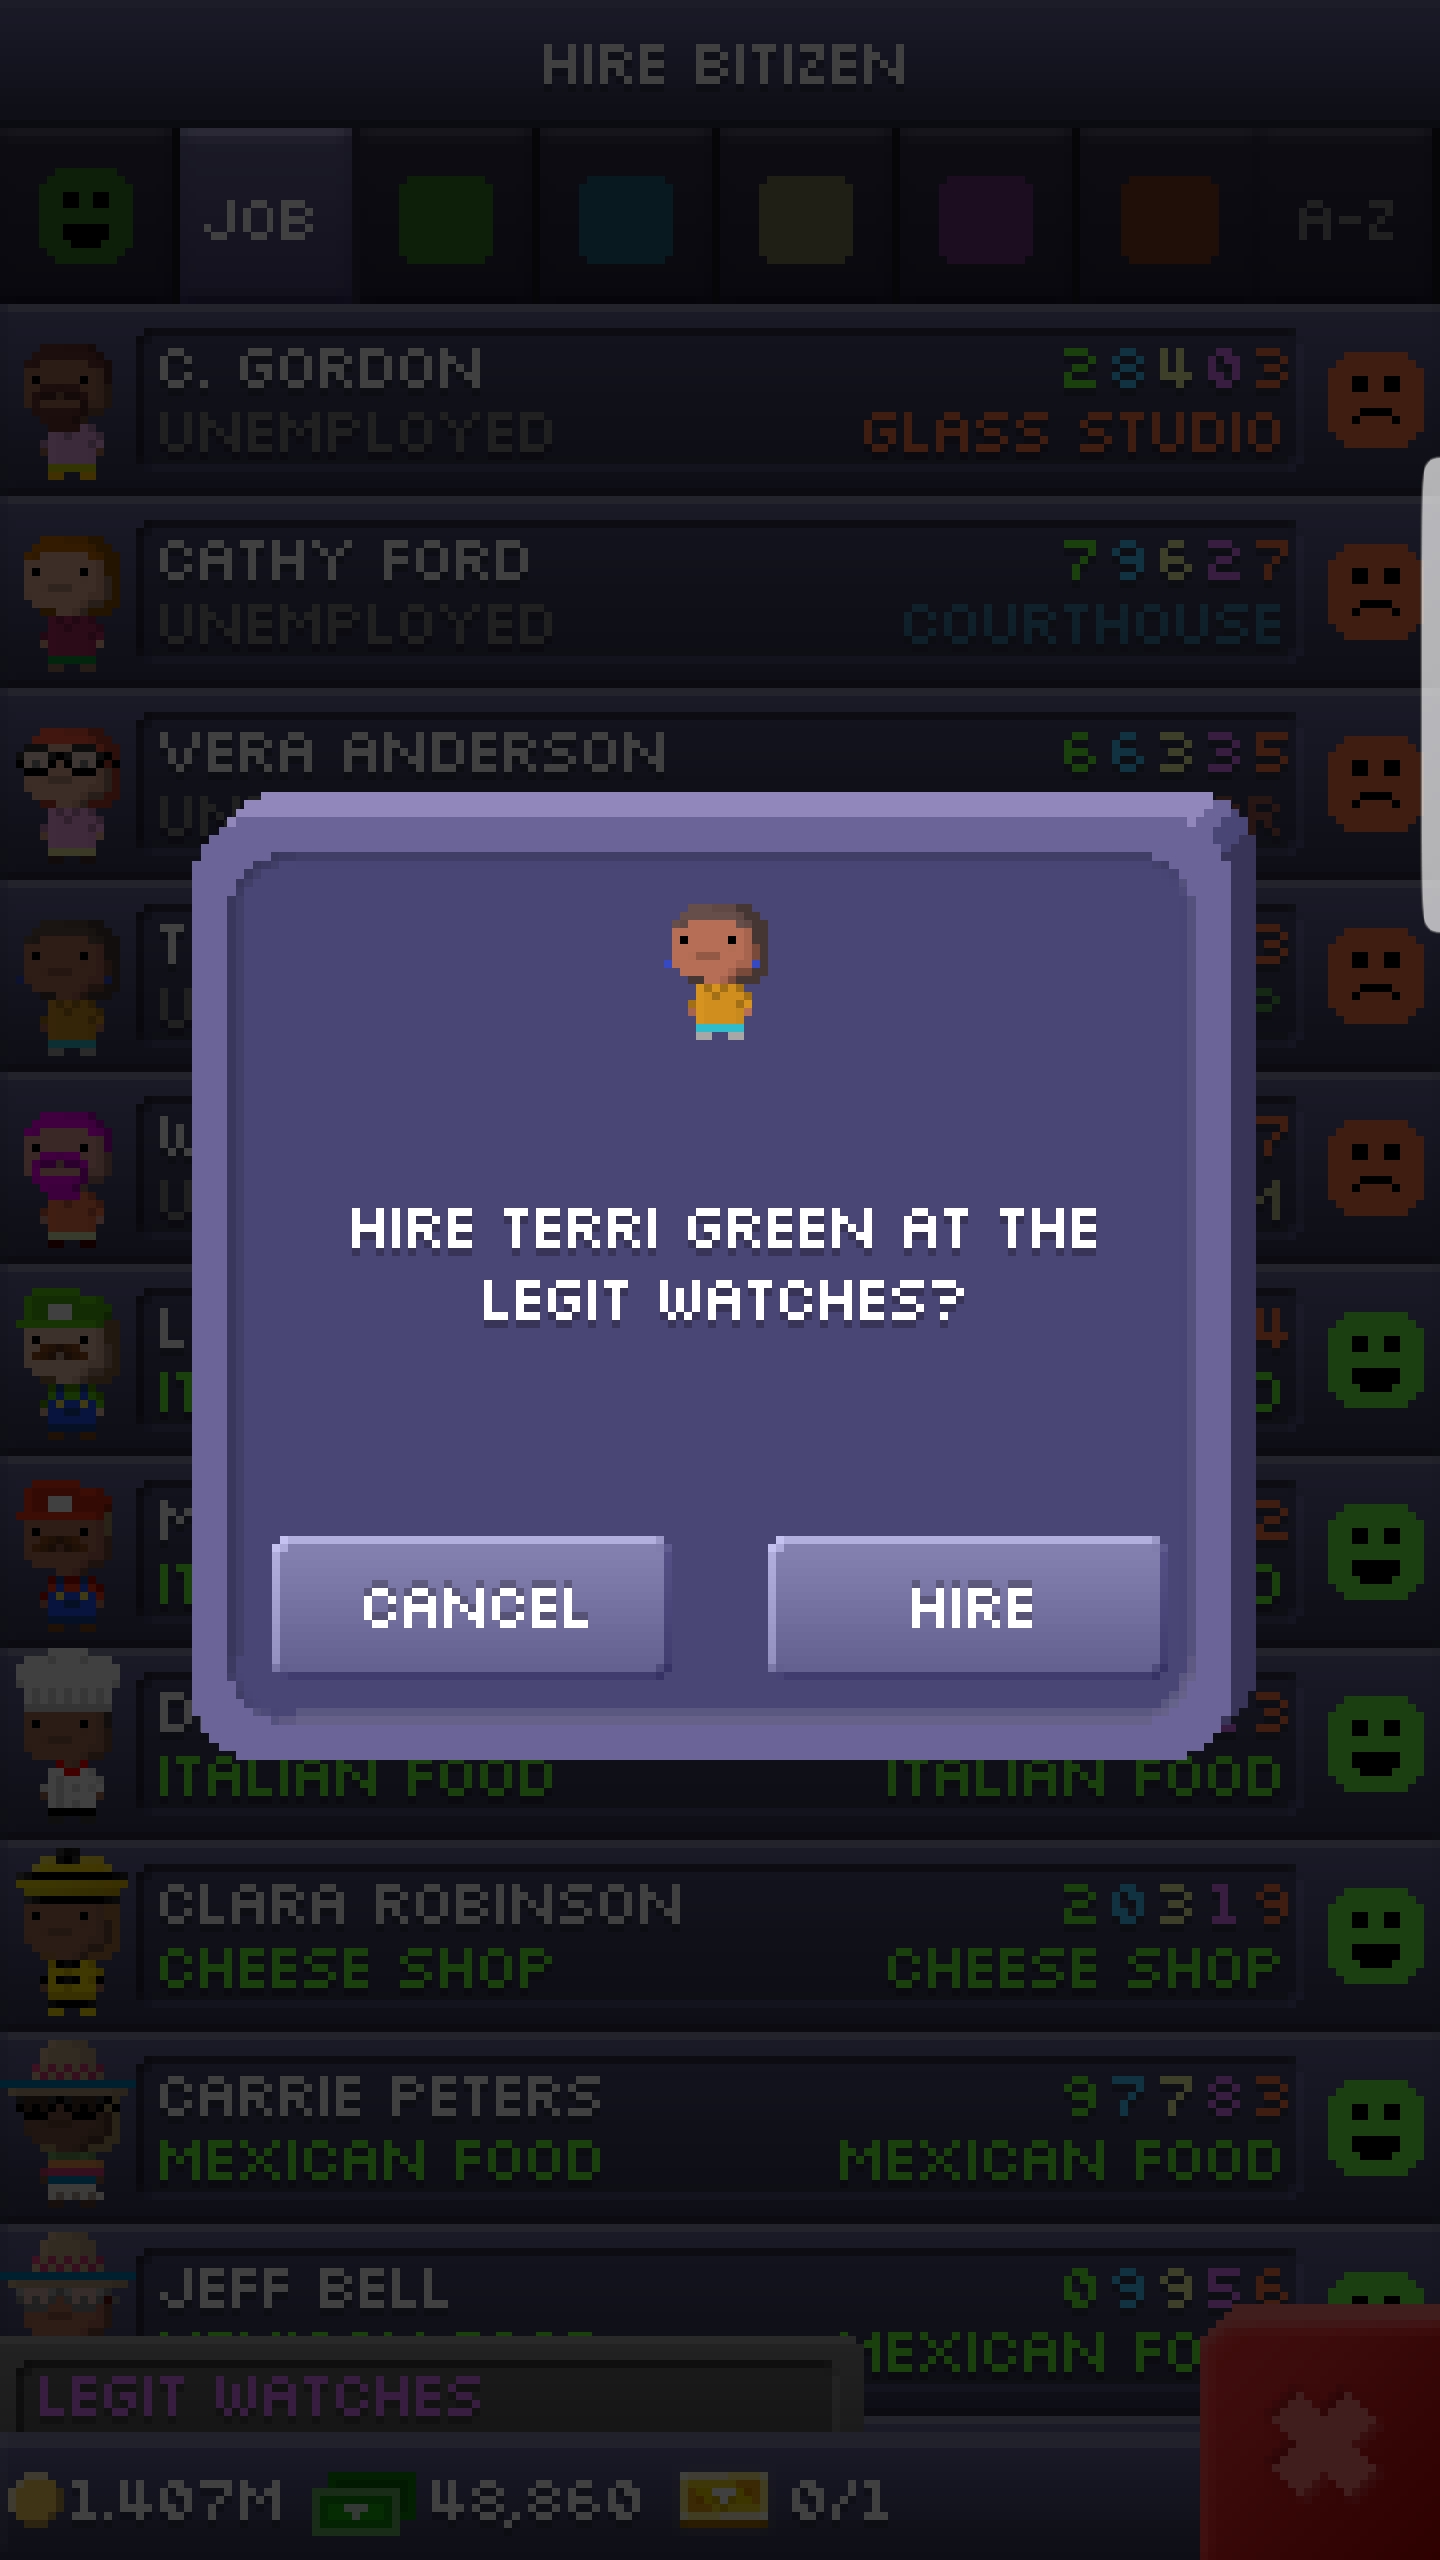 HIRE BITIZEN
JOB
A-Z
C. GORDON 28403
UNEMPLOYED GLASS STUDIO
CATHY FORD 79627
UNEMPLOYED COURTHOUSE
VERA ANDERSON 66335
HIRE TERRI GREEN AT THE
LEGIT WATCHES?
CANCEL HIRE
ITALIAN FOOD ITALIAN FOOD
CLARA ROBINSON 20319
CHEESE SHOP CHEESE SHOP
CARRIE PETERS 97783
MEXICAN FOOD MEXICAN FOOD
JEFF BELL 09956
MEXICAN
LEGIT WATCHES
1.407M 48,860 0/1